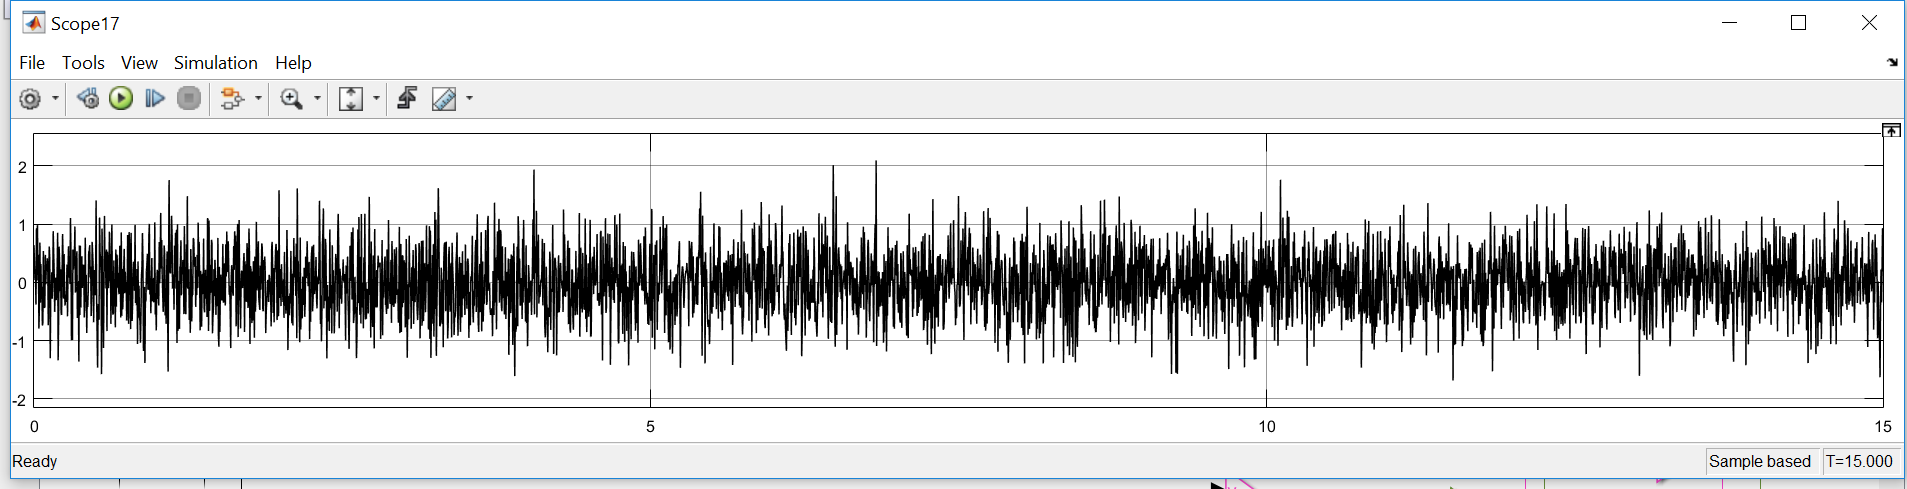 Scope17
File Tools View Simulation Help
2
1
0
-1
-2
0 5 10 15
Ready Sample based T=15.000